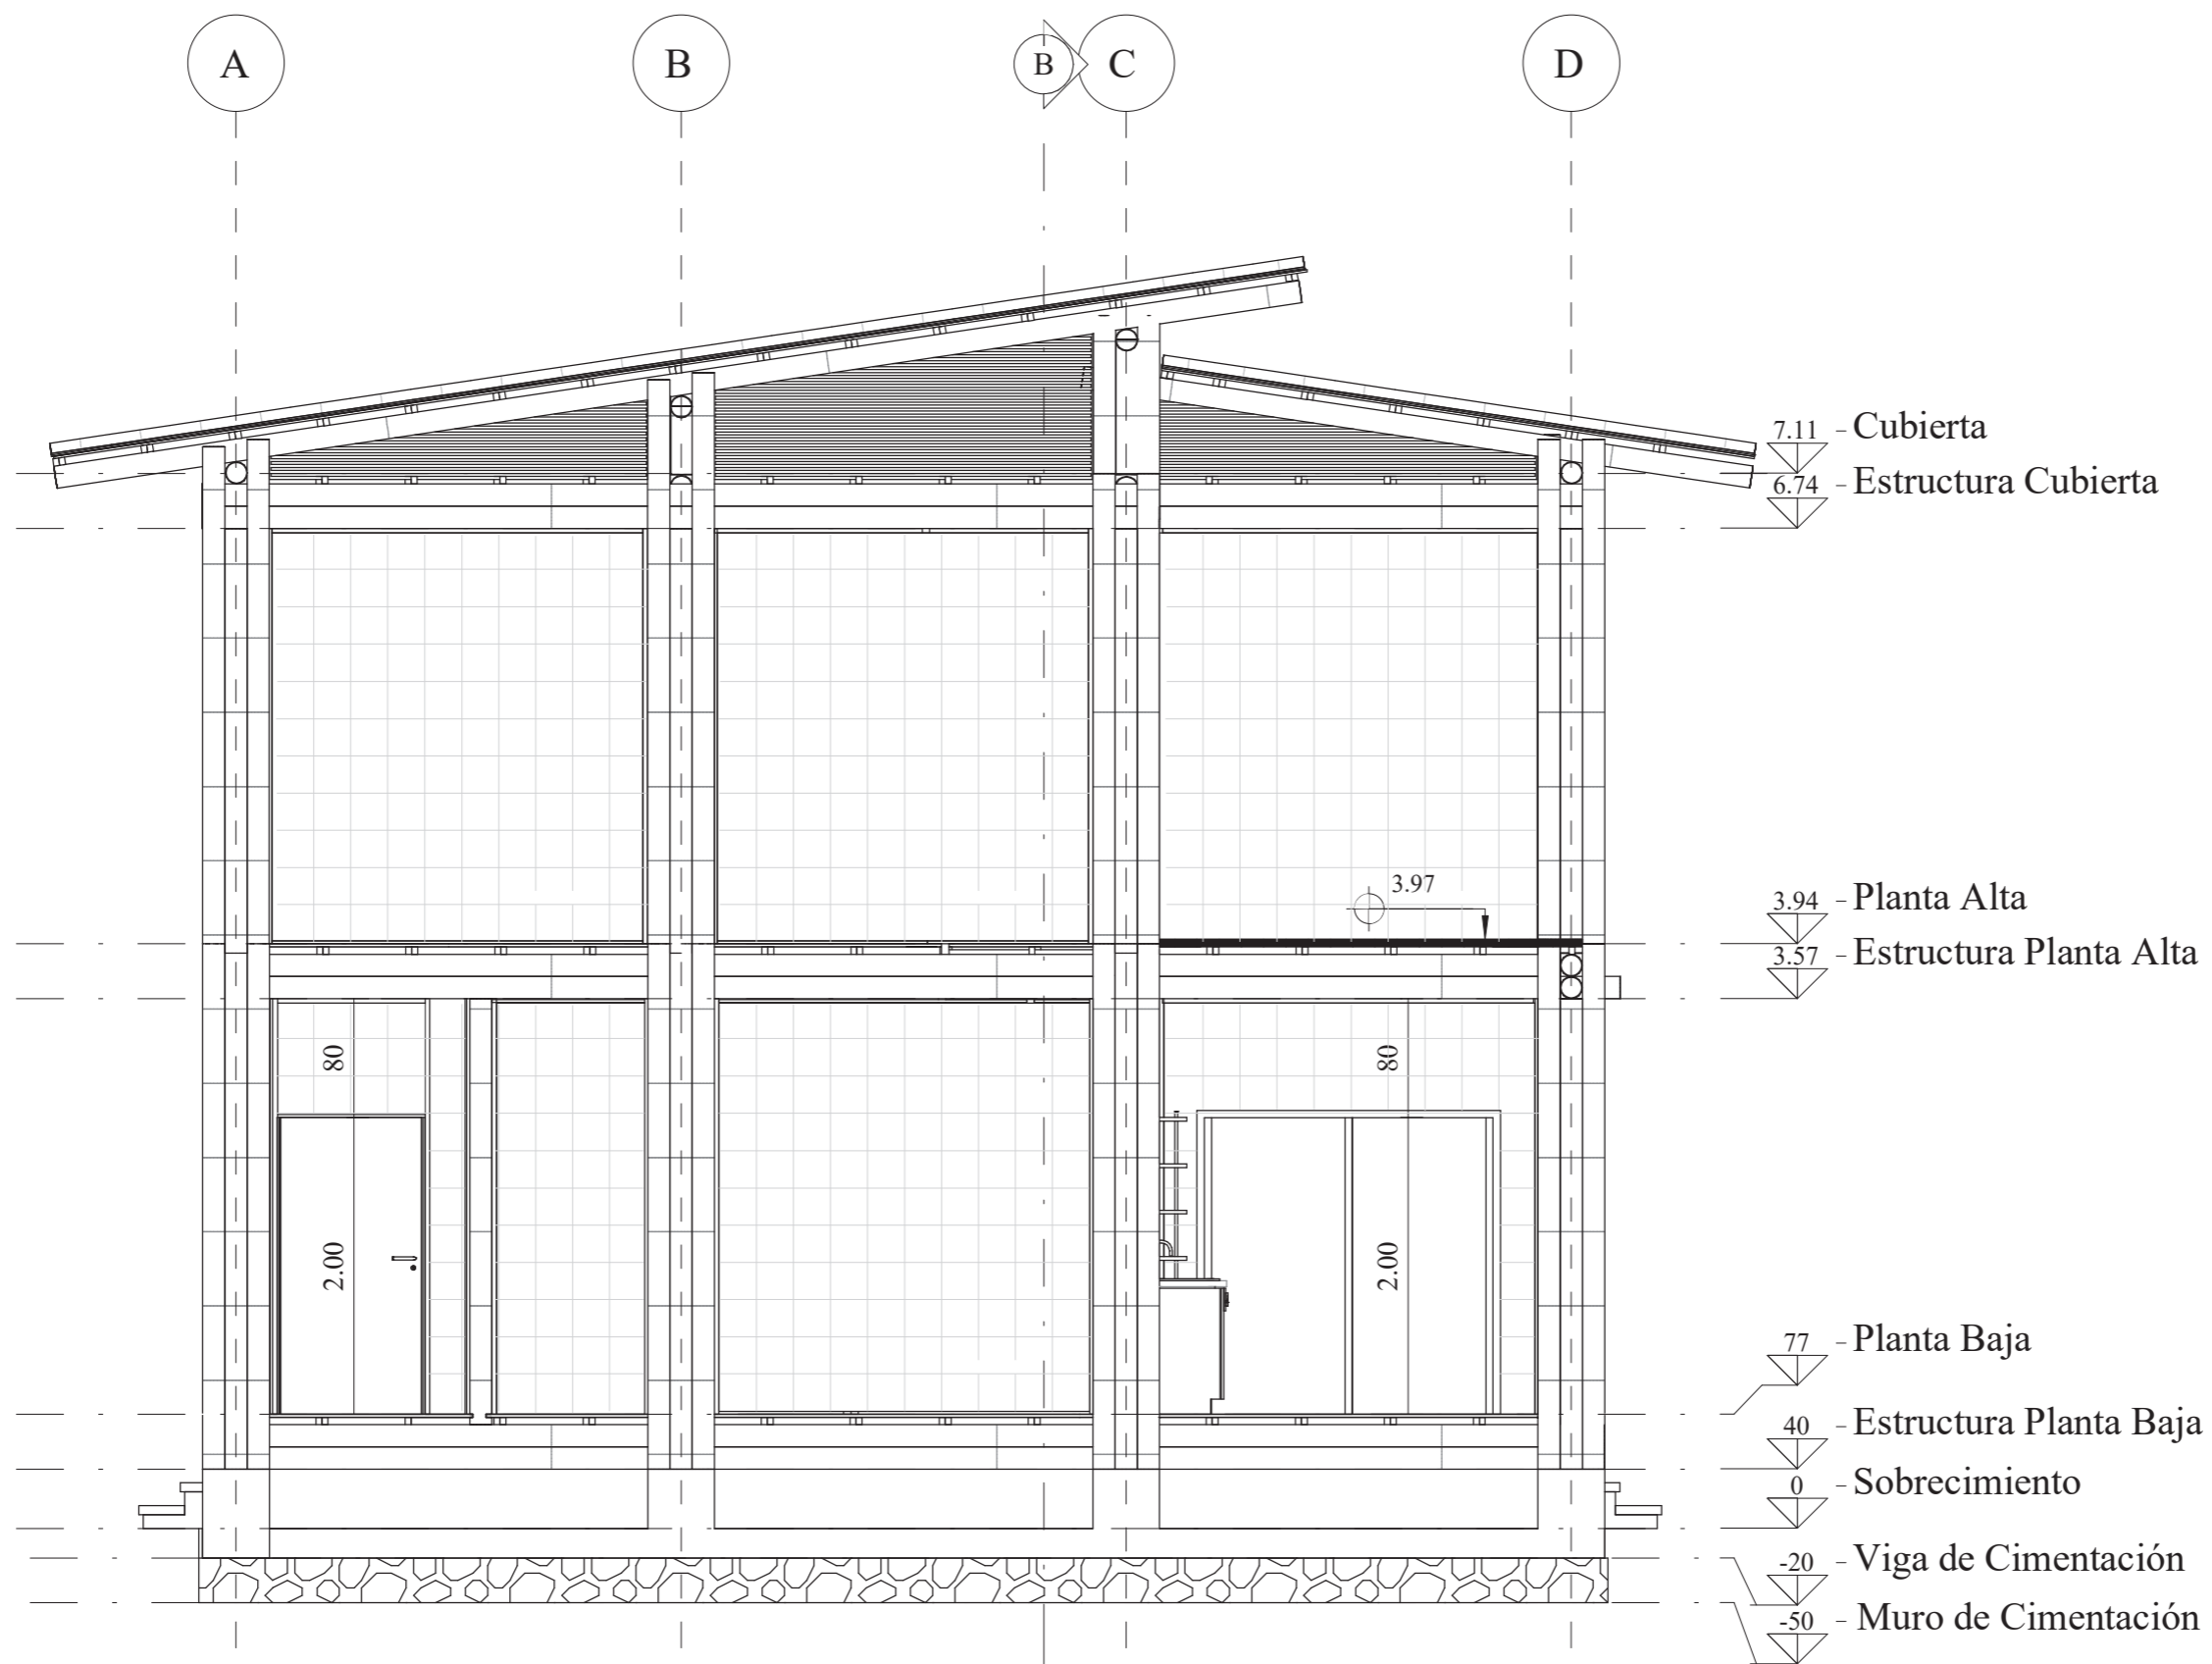 A
B
B
C
D
7.11
Cubierta
6.74
Estructura Cubierta
3.97
3.94
Planta Alta
3.57
Estructura Planta Alta
80
80
2.00
2.00
77
Planta Baja
40
Estructura Planta Baja
0
Sobrecimiento
-20
Viga de Cimentación
-50
Muro de Cimentación